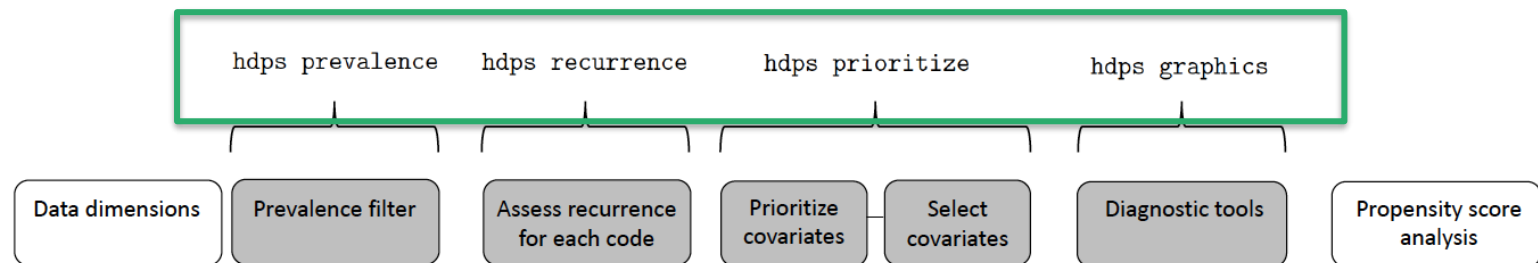 hdps prevalence hdps recurrence hdps prioritize hdps graphics
Data dimensions
Prevalence filter
Assess recurrence
for each code
Prioritize
covariates
Select
covariates
Diagnostic tools
Propensity score
analysis